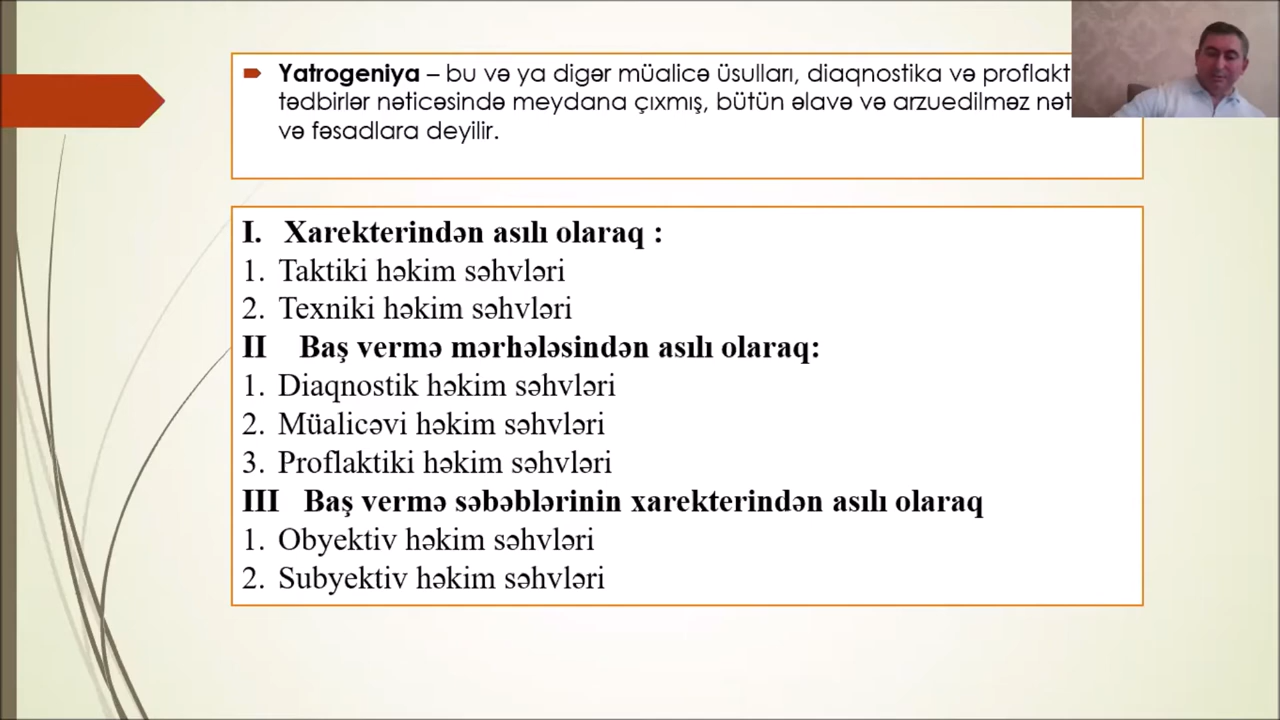 Yatrogeniya – bu və ya digər müalicə üsulları, diaqnostika və
tədbirlər nəticəsində meydana çıxmış, bütün əlavə və arzuedilməz
və fəsadlara deyilir.
I. Xarekterindən asılı olaraq :
1. Taktiki həkim səhvləri
2. Texniki həkim səhvləri
II Baş vermə mərhələsindən asılı olaraq:
1. Diaqnostik həkim səhvləri
2. Müalicəvi həkim səhvləri
3. Proflaktiki həkim səhvləri
III Baş vermə səbəblərinin xarekterindən asılı olaraq
1. Obyektiv həkim səhvləri
2. Subyektiv həkim səhvləri